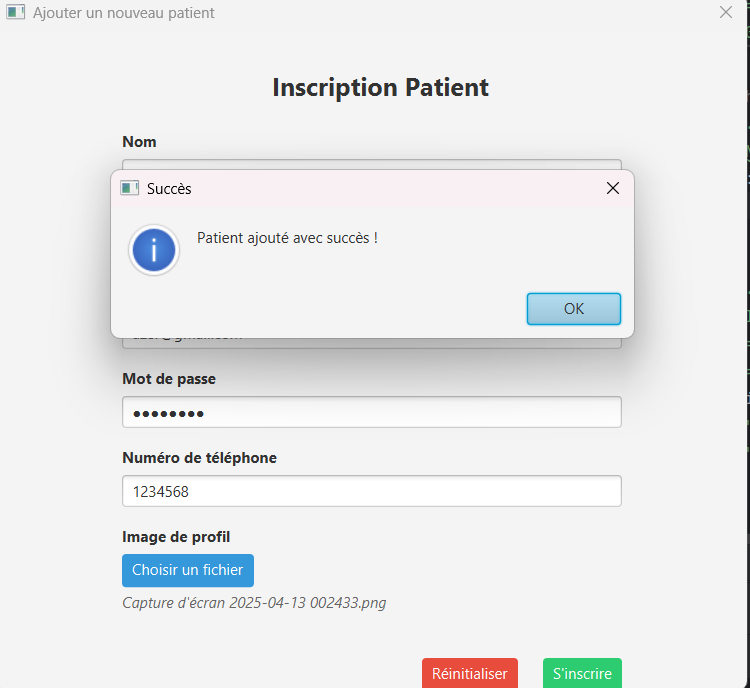 Ajouter un nouveau patient
Inscription Patient
Nom
Succès
Patient ajouté avec succès !
OK
Mot de passe
••••••••
Numéro de téléphone
1234568
Image de profil
Choisir un fichier
Capture d'écran 2025-04-13 002433.png
Réinitialiser
S'inscrire